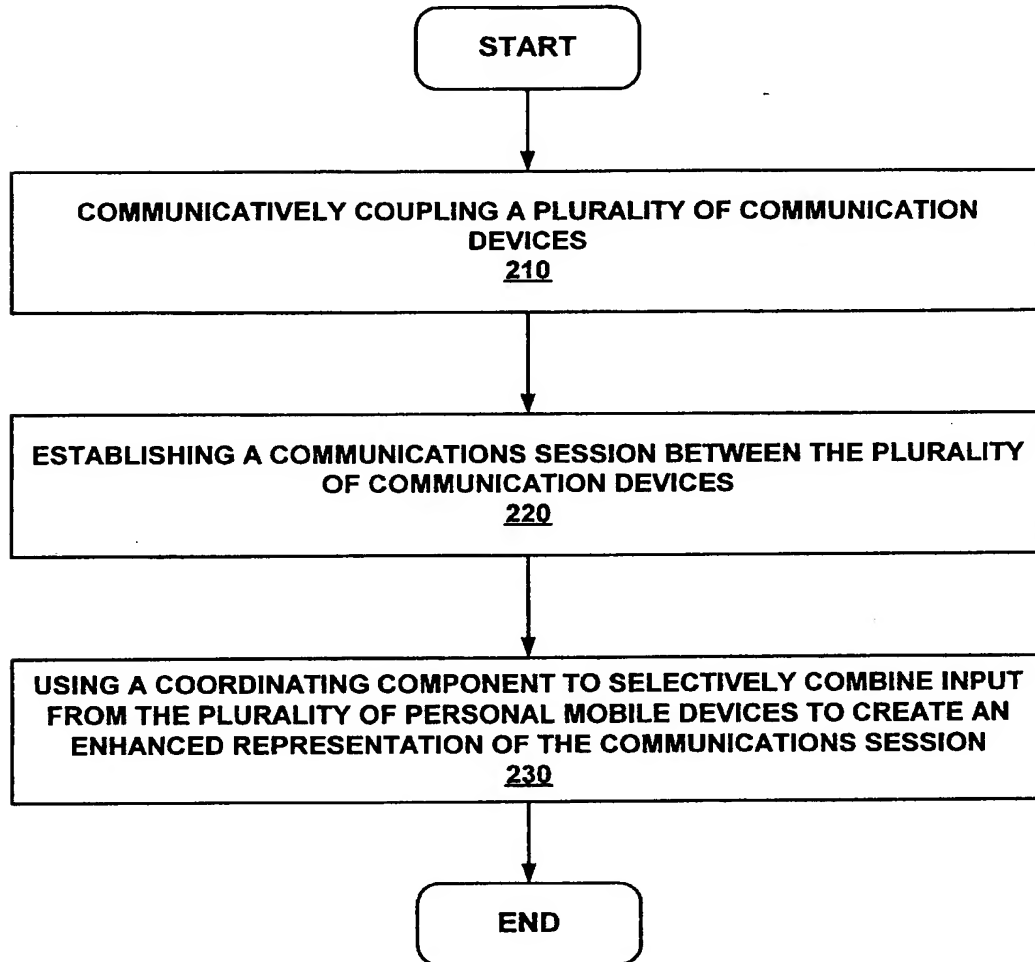 START
COMMUNICATIVELY COUPLING A PLURALITY OF COMMUNICATION
DEVICES
210
ESTABLISHING A COMMUNICATIONS SESSION BETWEEN THE PLURALITY
OF COMMUNICATION DEVICES
220
USING A COORDINATING COMPONENT TO SELECTIVELY COMBINE INPUT
FROM THE PLURALITY OF PERSONAL MOBILE DEVICES TO CREATE AN
ENHANCED REPRESENTATION OF THE COMMUNICATIONS SESSION
230
END